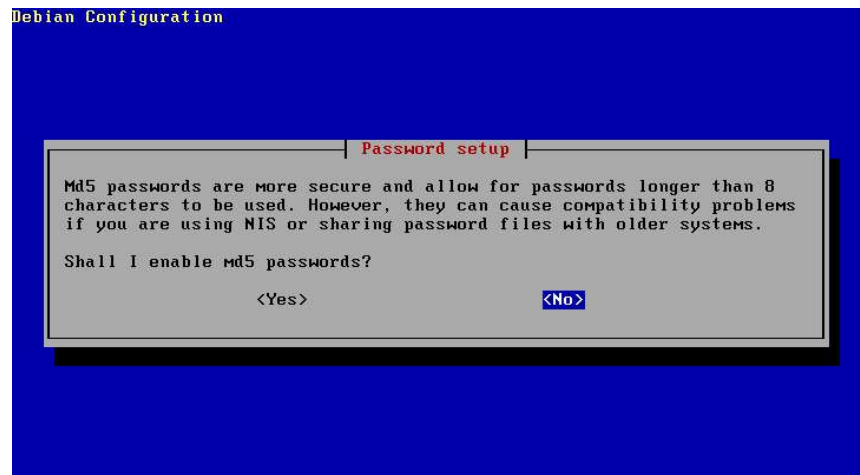 Debian Configuration
Password setup
Md5 passwords are more secure and allow for passwords longer than 8
characters to be used. However, they can cause compatibility problems
if you are using NIS or sharing password files with older systems.
Shall I enable md5 passwords?
<Yes> <No>